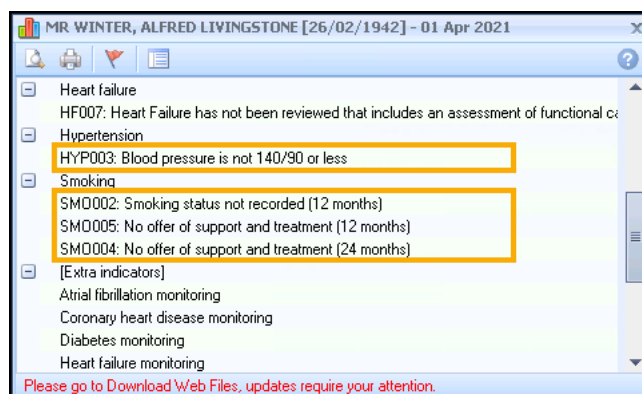 MR WINTER, ALFRED LIVINGSTONE [26/02/1942] - 01 Apr 2021
Heart failure
HF007: Heart Failure has not been reviewed that includes an assessment of functional ca
Hypertension
HYP003: Blood pressure is not 140/90 or less
Smoking
SMO002: Smoking status not recorded (12 months)
SMO005: No offer of support and treatment (12 months)
SMO004: No offer of support and treatment (24 months)
[Extra indicators]
Atrial fibrillation monitoring
Coronary heart disease monitoring
Diabetes monitoring
Heart failure monitoring
Please go to Download Web Files, updates require your attention.